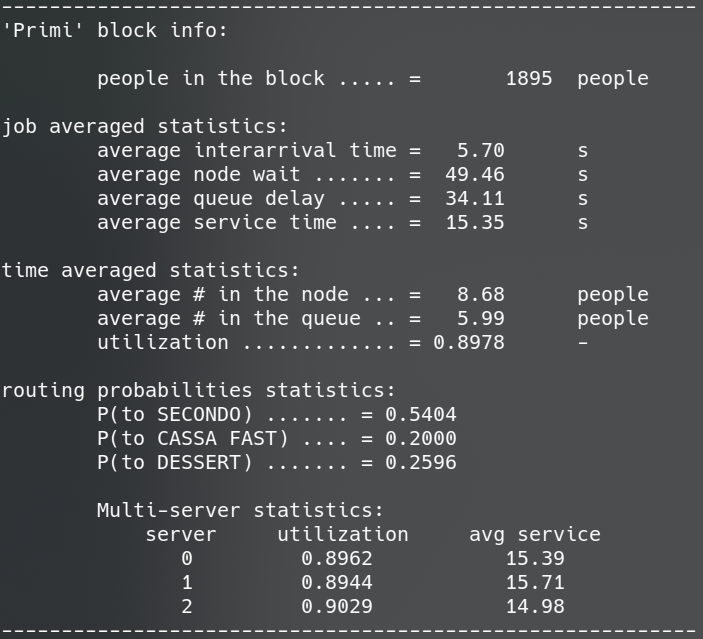 ----------------------------------------------------------
'Primi' block info:
people in the block ..... = 1895 people
job averaged statistics:
average interarrival time = 5.70 s
average node wait ....... = 49.46 s
average queue delay ..... = 34.11 s
average service time .... = 15.35 s
time averaged statistics:
average # in the node ... = 8.68 people
average # in the queue .. = 5.99 people
utilization ............. = 0.8978 -
routing probabilities statistics:
P(to SECONDO) ....... = 0.5404
P(to CASSA FAST) .... = 0.2000
P(to DESSERT) ....... = 0.2596
Multi-server statistics:
server utilization avg service
0 0.8962 15.39
1 0.8944 15.71
2 0.9029 14.98
----------------------------------------------------------